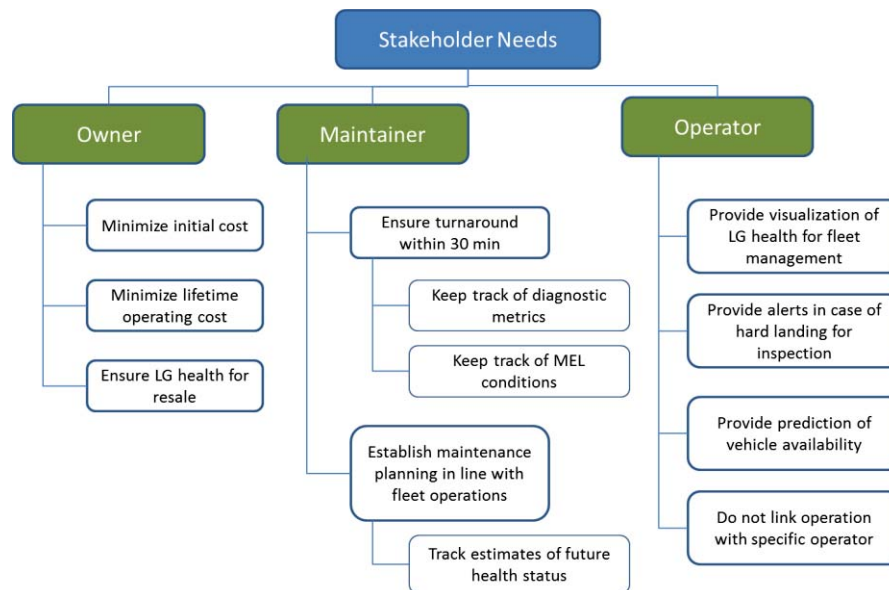 Stakeholder Needs
Owner
Maintainer
Operator
Minimize initial cost
Minimize lifetime
operating cost
Ensure LG health for
resale
Ensure turnaround
within 30 min
Keep track of diagnostic
metrics
Keep track of MEL
conditions
Establish maintenance
planning in line with
fleet operations
Track estimates of future
health status
Provide visualization of
LG health for fleet
management
Provide alerts in case of
hard landing for
inspection
Provide prediction of
vehicle availability
Do not link operation
with specific operator